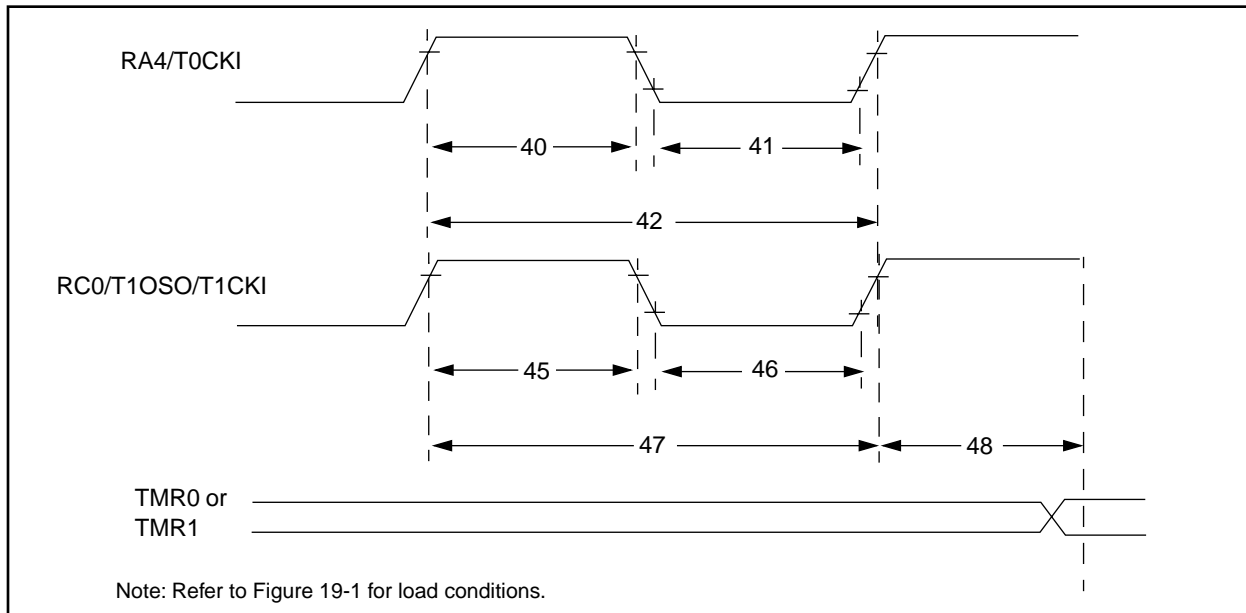 RA4/T0CKI
40
41
42
RC0/T1OSO/T1CKI
45
46
47
48
TMR0 or
TMR1
Note: Refer to Figure 19-1 for load conditions.